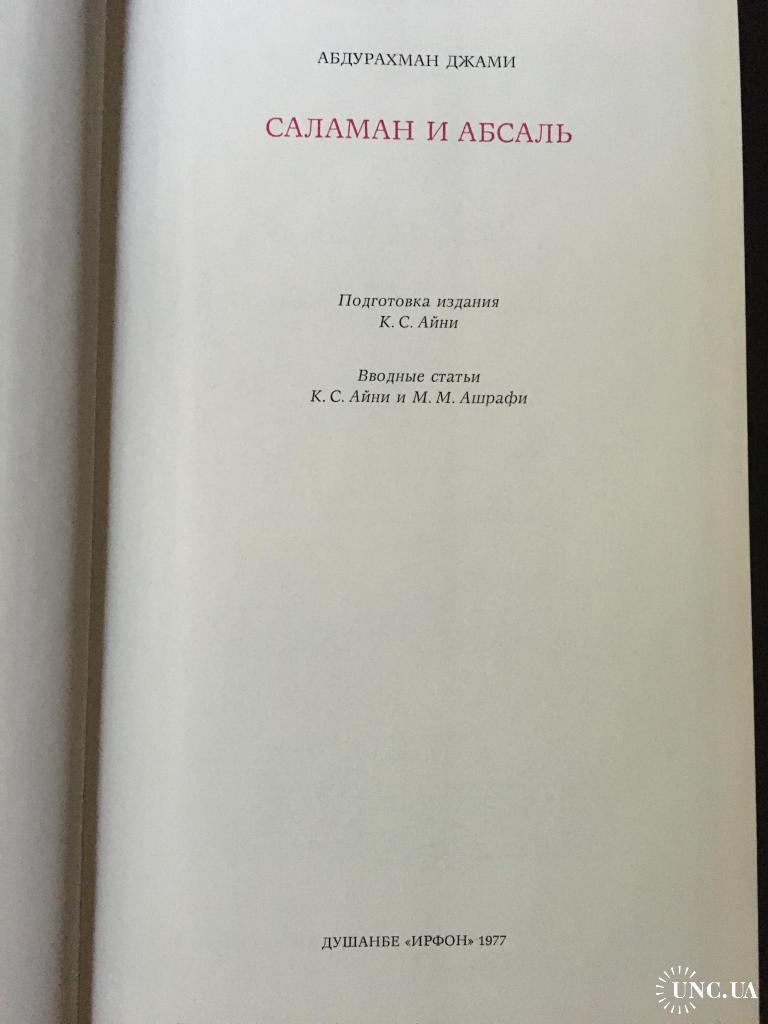 АБДУРАХМАН ДЖАМИ
САЛАМАН И АБСАЛЬ
Подготовка издания
К. С. Айни
Вводные статьи
К. С. Айни и М. М. Ашрафи
ДУШАНБЕ «ИРФОН» 1977
UNC.UA